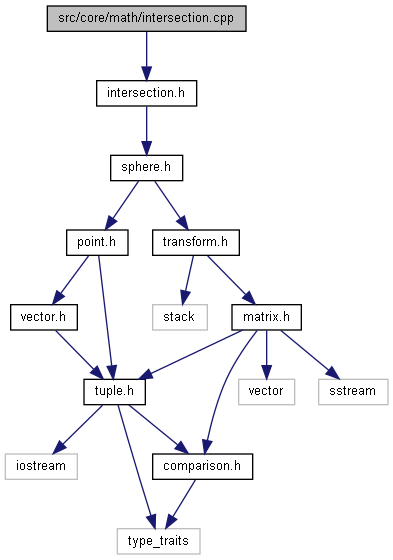 src/core/math/intersection.cpp
intersection.h
sphere.h
point.h
transform.h
vector.h
stack
matrix.h
tuple.h
vector
sstream
iostream
comparison.h
type_traits